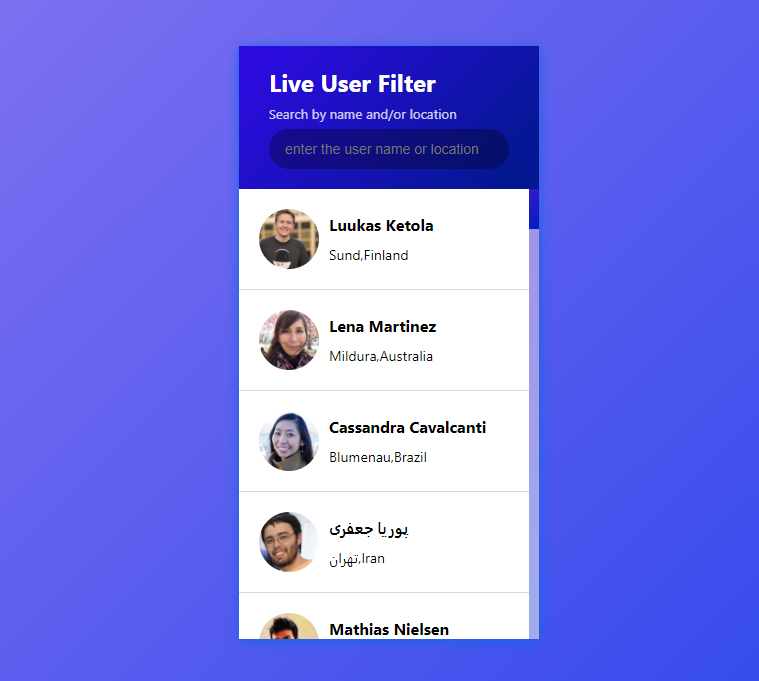 Live User Filter
Search by name and/or location
enter the user name or location
Luukas Ketola
Sund,Finland
Lena Martinez
Mildura,Australia
Cassandra Cavalcanti
Blumenau,Brazil
پوریا جعفری
تهران,Iran
Mathias Nielsen